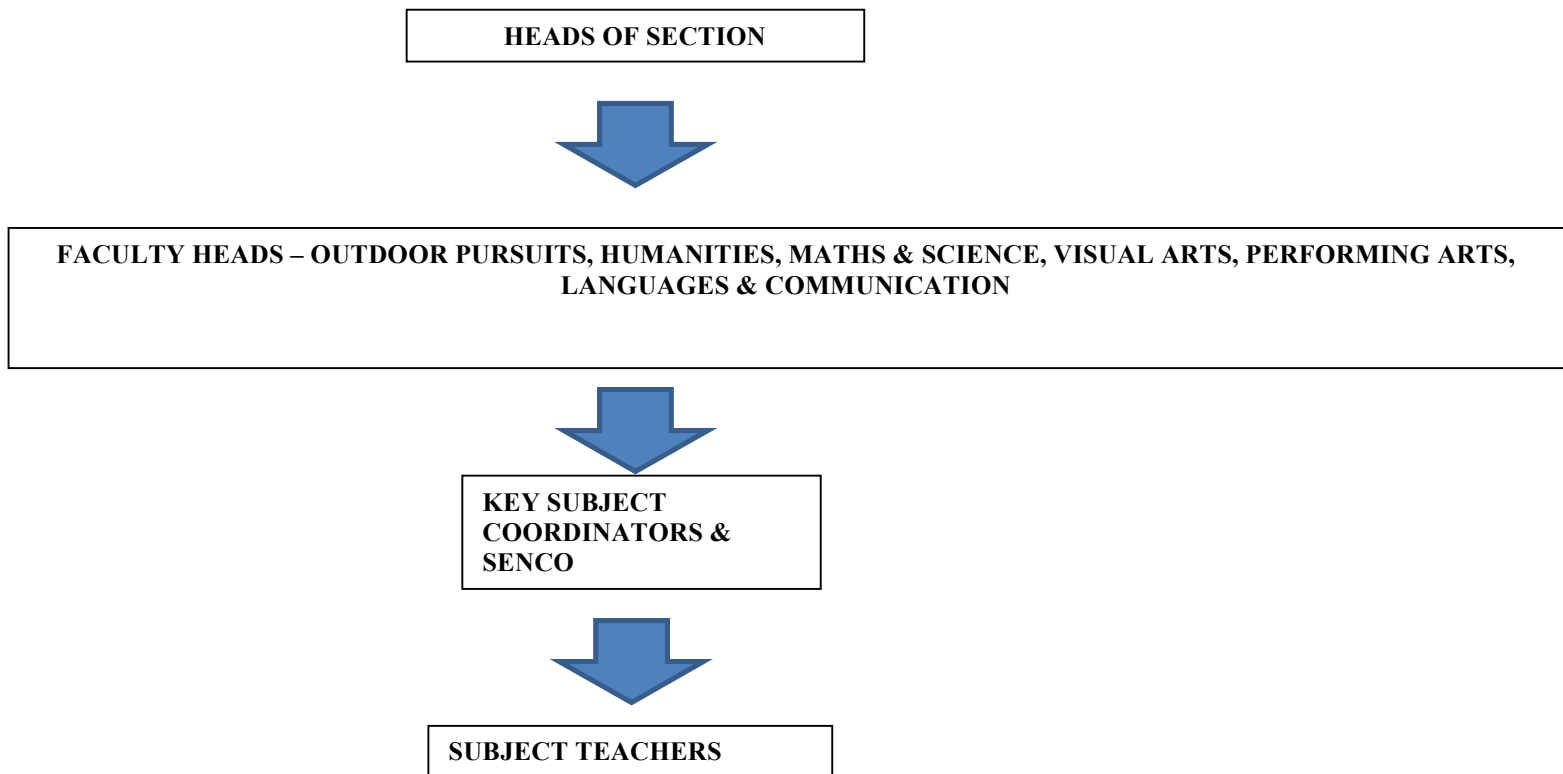 HEADS OF SECTION
FACULTY HEADS – OUTDOOR PURSUITS, HUMANITIES, MATHS & SCIENCE, VISUAL ARTS, PERFORMING ARTS,
LANGUAGES & COMMUNICATION
KEY SUBJECT
COORDINATORS &
SENCO
SUBJECT TEACHERS